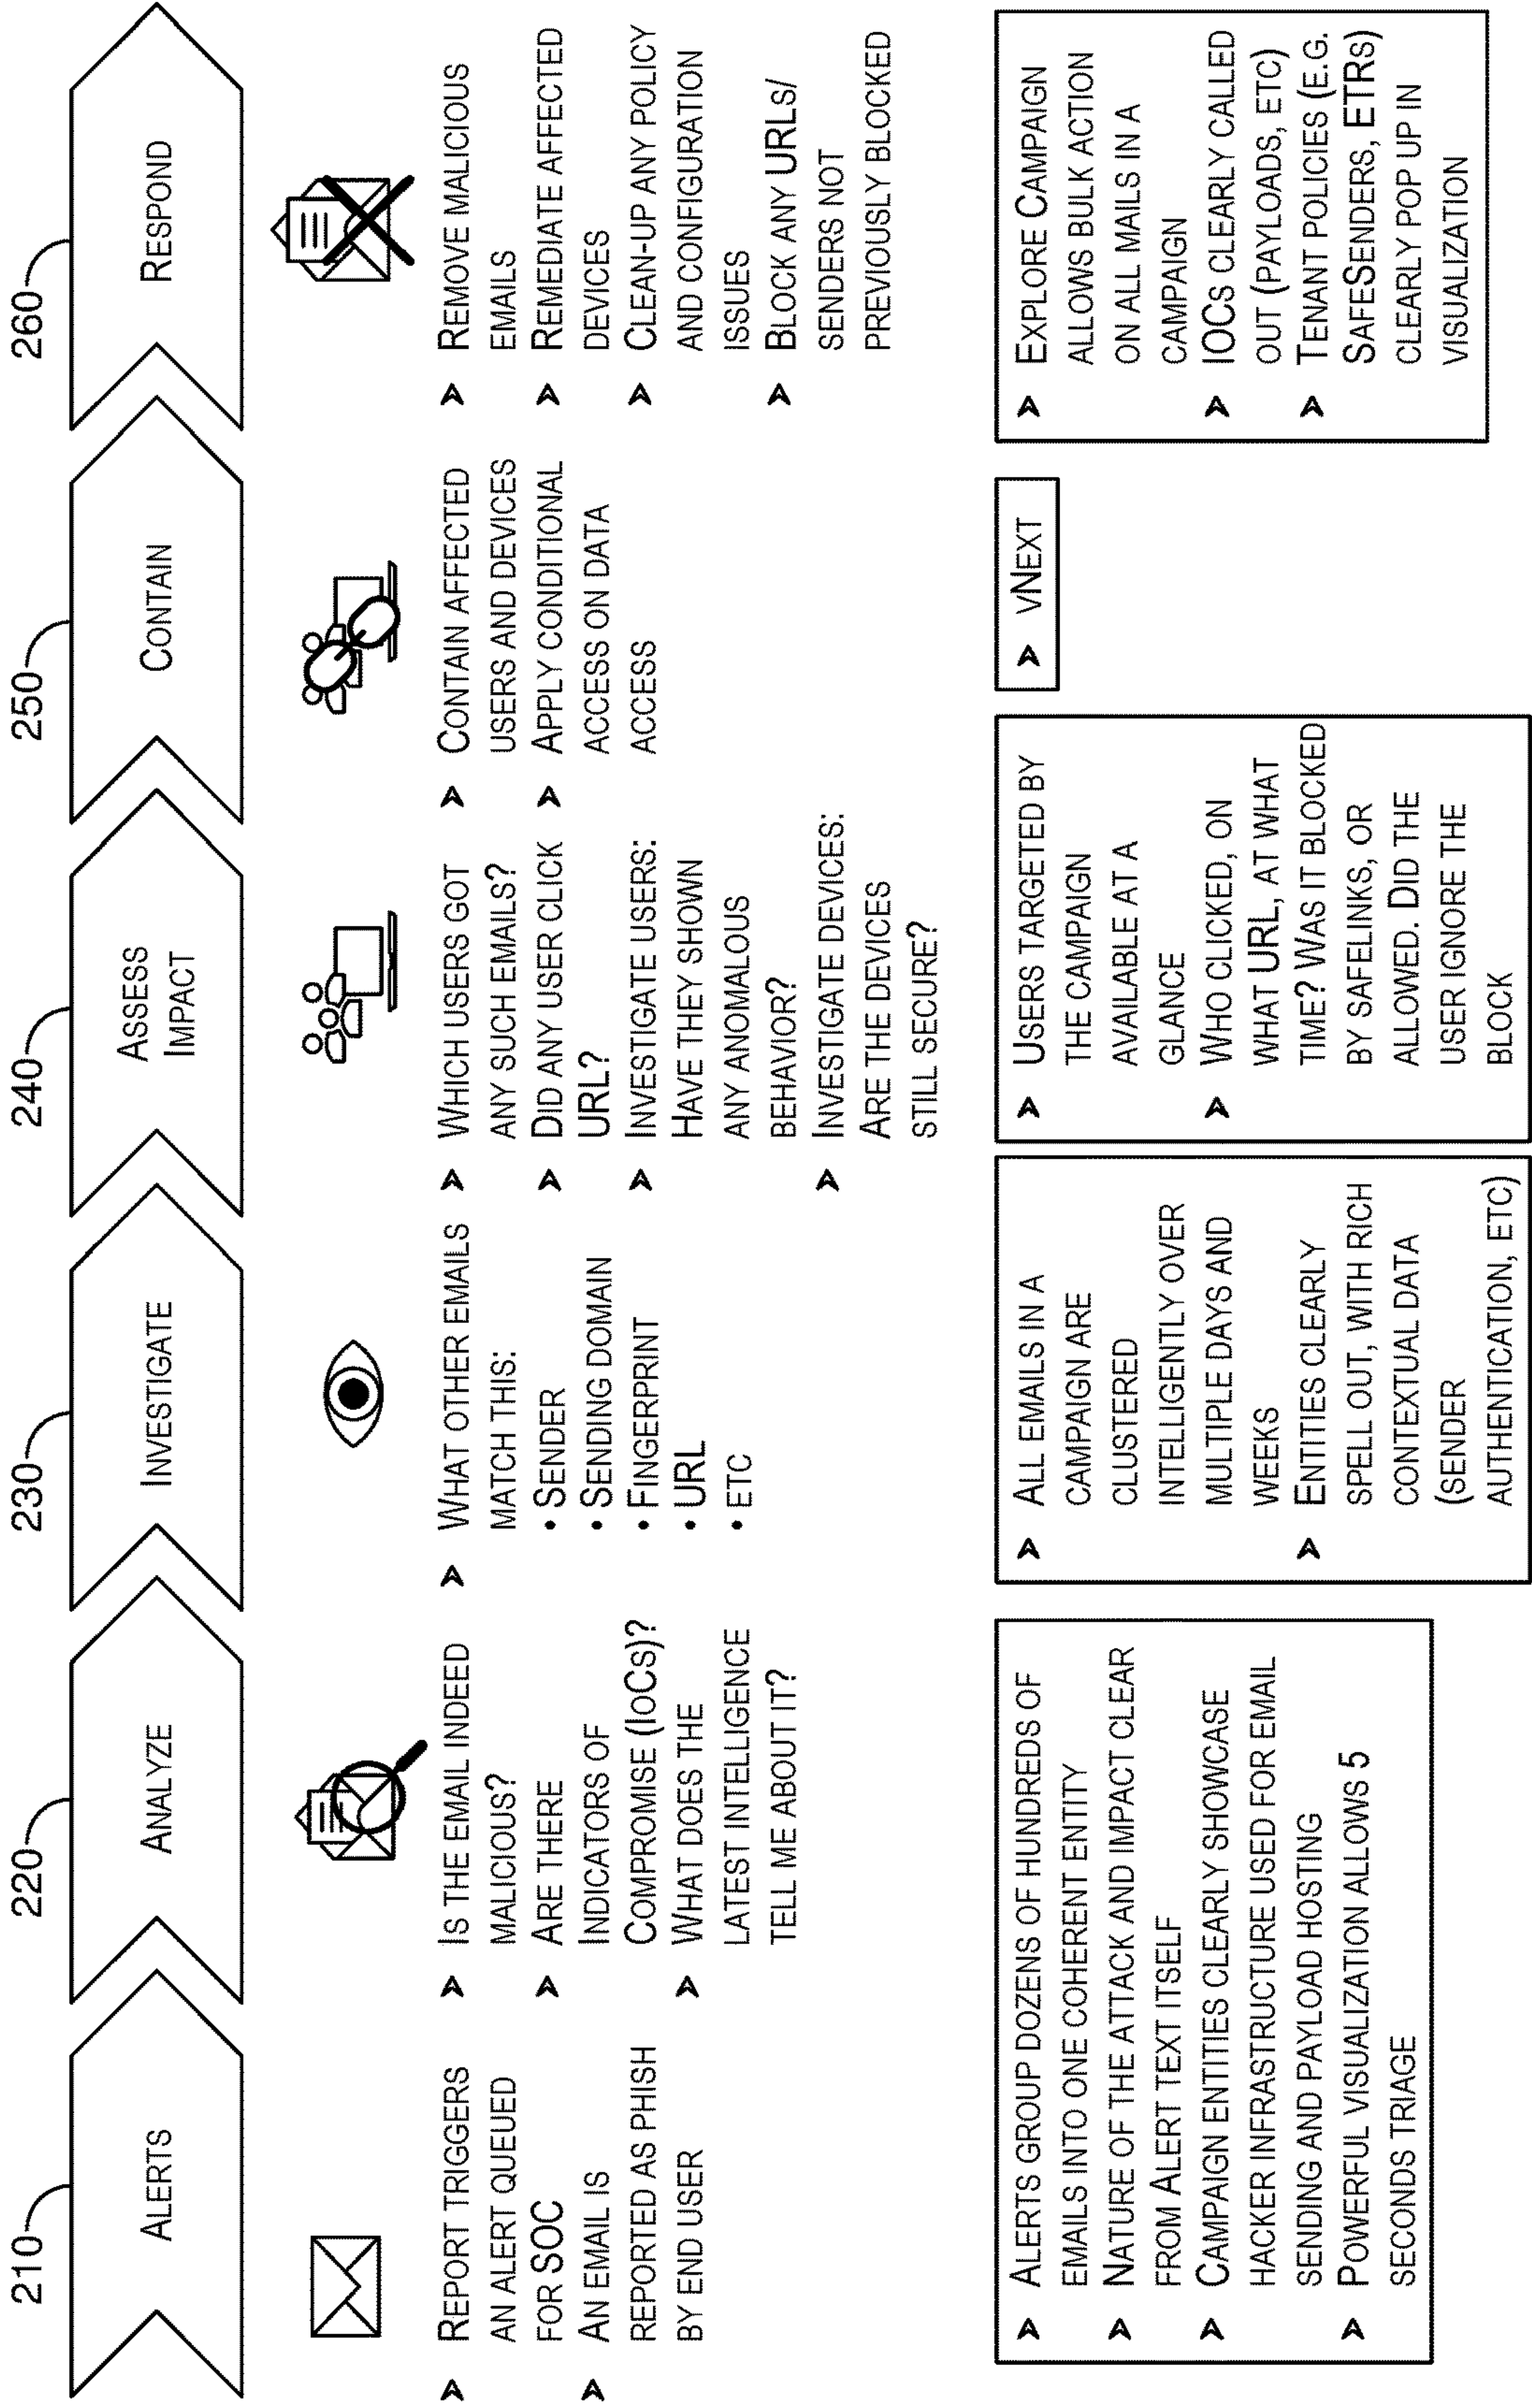 210
ALERTS
➤ REPORT TRIGGERS
AN ALERT QUEUED
FOR SOC
➤ AN EMAIL IS
REPORTED AS PHISH
BY END USER
220
ANALYZE
➤ IS THE EMAIL INDEED
MALICIOUS?
➤ ARE THERE
INDICATORS OF
COMPROMISE (IOCS)?
➤ WHAT DOES THE
LATEST INTELLIGENCE
TELL ME ABOUT IT?
230
INVESTIGATE
➤ WHAT OTHER EMAILS
MATCH THIS:
• SENDER
• SENDING DOMAIN
• FINGERPRINT
• URL
• ETC
240
ASSESS
IMPACT
➤ WHICH USERS GOT
ANY SUCH EMAILS?
➤ DID ANY USER CLICK
URL?
➤ INVESTIGATE USERS:
HAVE THEY SHOWN
ANY ANOMALOUS
BEHAVIOR?
➤ INVESTIGATE DEVICES:
ARE THE DEVICES
STILL SECURE?
250
CONTAIN
➤ CONTAIN AFFECTED
USERS AND DEVICES
➤ APPLY CONDITIONAL
ACCESS ON DATA
ACCESS
260
RESPOND
➤ REMOVE MALICIOUS
EMAILS
➤ REMEDIATE AFFECTED
DEVICES
➤ CLEAN-UP ANY POLICY
AND CONFIGURATION
ISSUES
➤ BLOCK ANY URLS/
SENDERS NOT
PREVIOUSLY BLOCKED
➤ ALERTS GROUP DOZENS OF HUNDREDS OF
EMAILS INTO ONE COHERENT ENTITY
➤ NATURE OF THE ATTACK AND IMPACT CLEAR
FROM ALERT TEXT ITSELF
➤ CAMPAIGN ENTITIES CLEARLY SHOWCASE
HACKER INFRASTRUCTURE USED FOR EMAIL
SENDING AND PAYLOAD HOSTING
➤ POWERFUL VISUALIZATION ALLOWS 5
SECONDS TRIAGE
➤ ALL EMAILS IN A
CAMPAIGN ARE
CLUSTERED
INTELLIGENTLY OVER
MULTIPLE DAYS AND
WEEKS
➤ ENTITIES CLEARLY
SPELL OUT, WITH RICH
CONTEXTUAL DATA
(SENDER
AUTHENTICATION, ETC)
➤ USERS TARGETED BY
THE CAMPAIGN
AVAILABLE AT A
GLANCE
➤ WHO CLICKED, ON
WHAT URL, AT WHAT
TIME? WAS IT BLOCKED
BY SAFELINKS, OR
ALLOWED. DID THE
USER IGNORE THE
BLOCK
➤ VNEXT
➤ EXPLORE CAMPAIGN
ALLOWS BULK ACTION
ON ALL MAILS IN A
CAMPAIGN
➤ IOCS CLEARLY CALLED
OUT (PAYLOADS, ETC)
➤ TENANT POLICIES (E.G.
SAFESENDERS, ETRS)
CLEARLY POP UP IN
VISUALIZATION